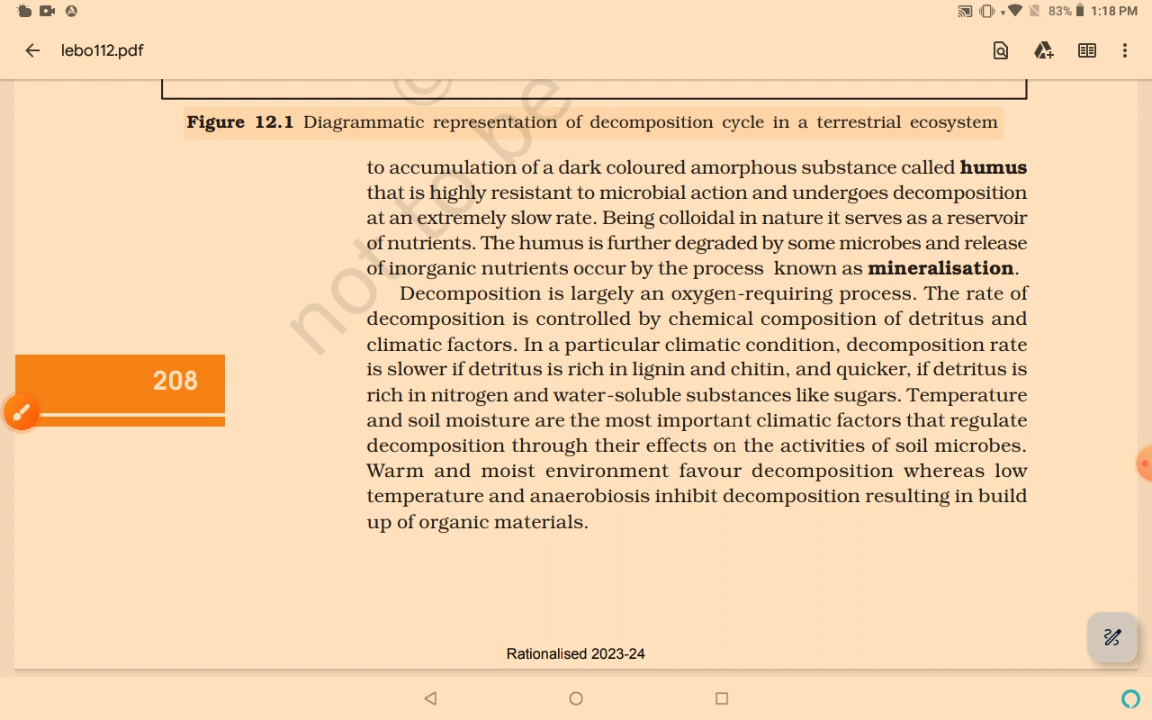 83% 1:18 PM
lebo112.pdf
©
not to be
Figure 12.1 Diagrammatic representation of decomposition cycle in a terrestrial ecosystem
to accumulation of a dark coloured amorphous substance called humus
that is highly resistant to microbial action and undergoes decomposition
at an extremely slow rate. Being colloidal in nature it serves as a reservoir
of nutrients. The humus is further degraded by some microbes and release
of inorganic nutrients occur by the process known as mineralisation.
Decomposition is largely an oxygen-requiring process. The rate of
decomposition is controlled by chemical composition of detritus and
climatic factors. In a particular climatic condition, decomposition rate
is slower if detritus is rich in lignin and chitin, and quicker, if detritus is
rich in nitrogen and water-soluble substances like sugars. Temperature
and soil moisture are the most important climatic factors that regulate
decomposition through their effects on the activities of soil microbes.
Warm and moist environment favour decomposition whereas low
temperature and anaerobiosis inhibit decomposition resulting in build
up of organic materials.
208
Rationalised 2023-24